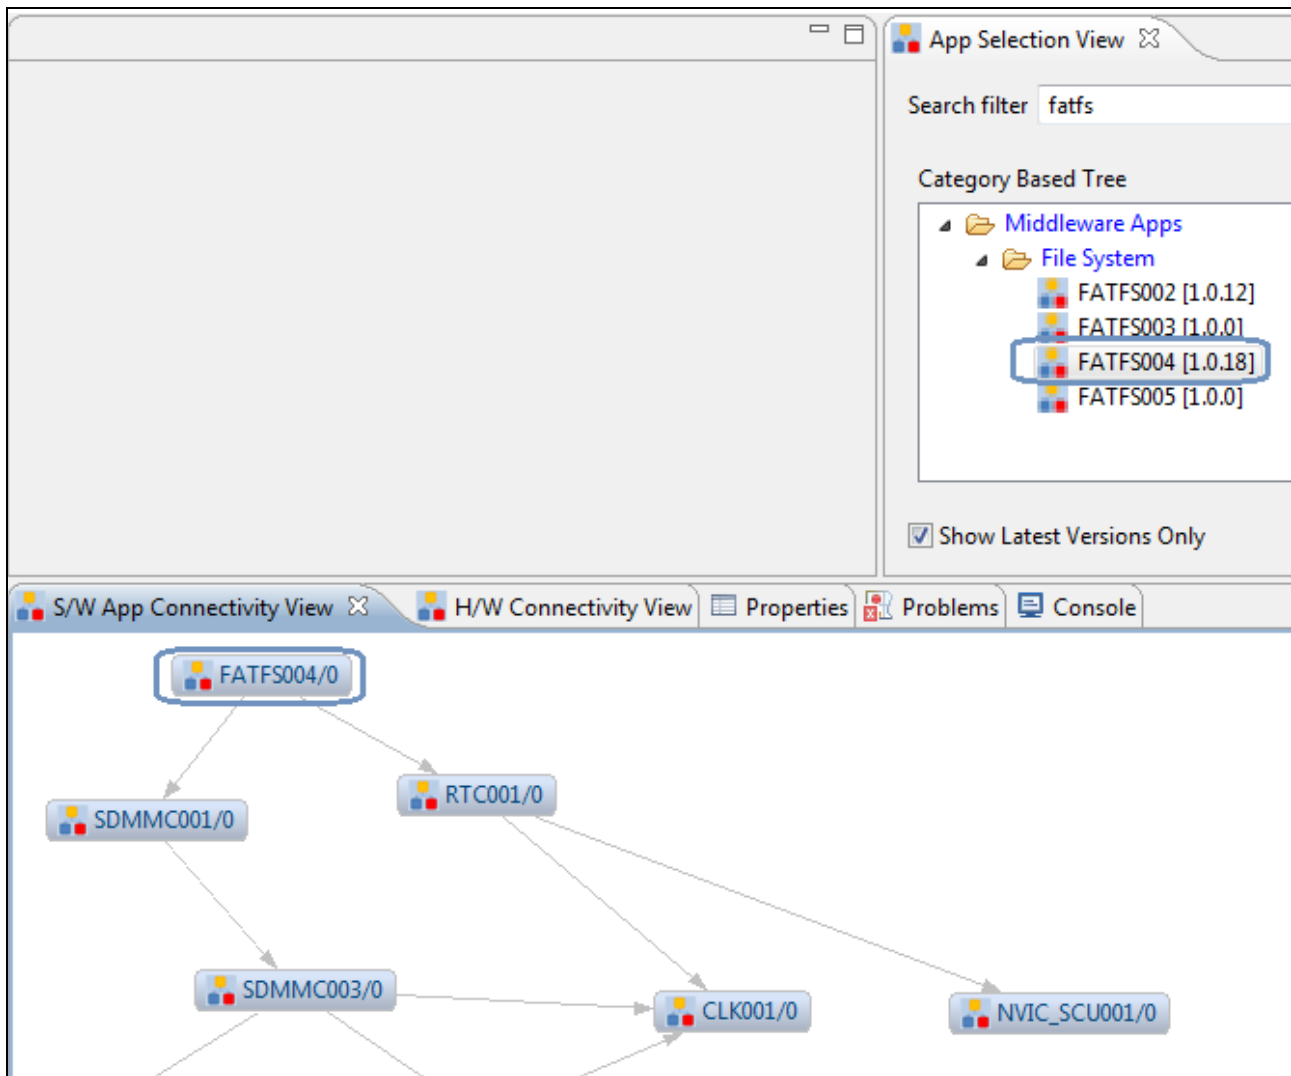 App Selection View
Search filter fatfs
Category Based Tree
Middleware Apps
File System
FATFS002 [1.0.12]
FATFS003 [1.0.0]
FATFS004 [1.0.18]
FATFS005 [1.0.0]
Show Latest Versions Only
S/W App Connectivity View H/W Connectivity View Properties Problems Console
FATFS004/0
RTC001/0
SDMMC001/0
SDMMC003/0
CLK001/0
NVIC_SCU001/0